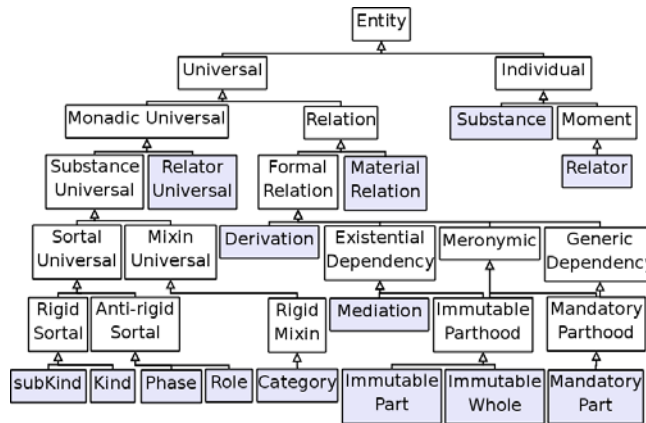 Entity
Universal
Individual
Monadic Universal
Relation
Substance
Moment
Substance
Universal
Relator
Universal
Formal
Relation
Material
Relation
Relator
Sortal
Universal
Mixin
Universal
Derivation
Existential
Dependency
Meronymic
Generic
Dependency
Rigid
Sortal
Anti-rigid
Sortal
Rigid
Mixin
Mediation
Immutable
Parthood
Mandatory
Parthood
subKind
Kind
Phase
Role
Category
Immutable
Part
Immutable
Whole
Mandatory
Part